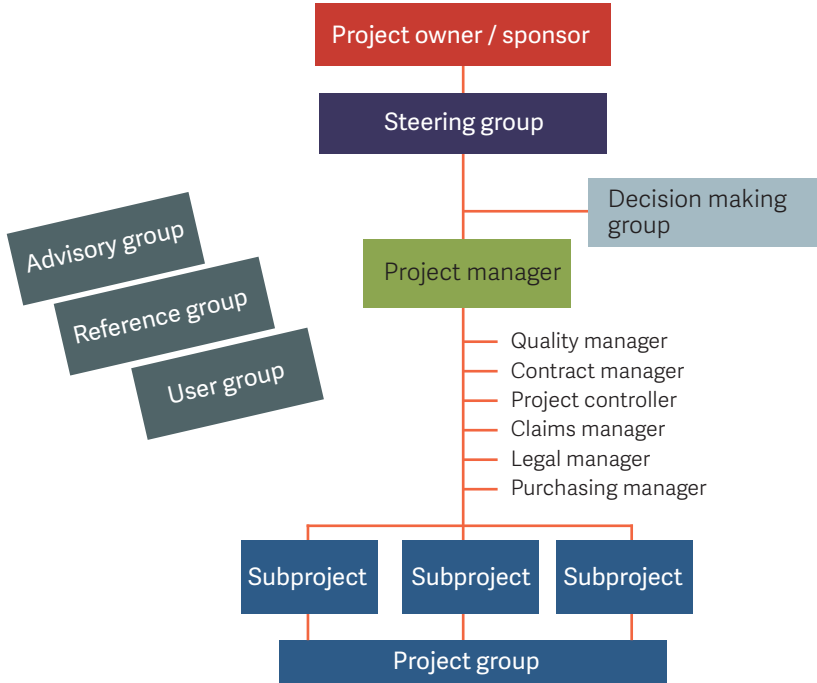 Project owner / sponsor
Steering group
Decision making
group
Advisory group
Reference group
User group
Project manager
Quality manager
Contract manager
Project controller
Claims manager
Legal manager
Purchasing manager
Subproject
Subproject
Subproject
Project group